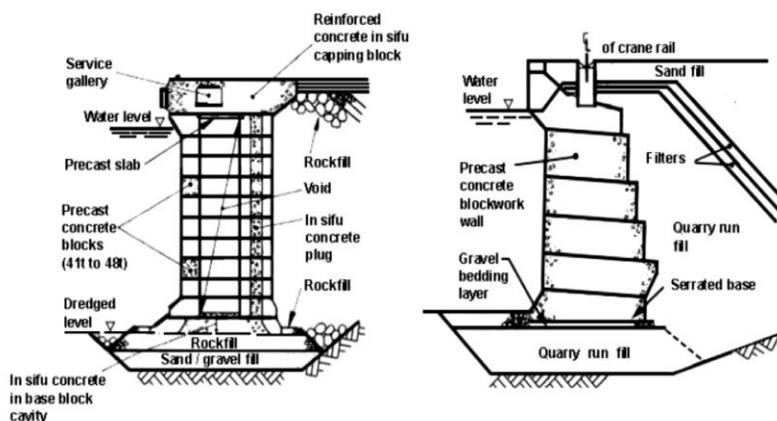 Reinforced
concrete in sifu
capping block
Service
gallery
Water level
Precast slab
Rockfill
Void
Precast
concrete
blocks
(41t to 48t)
In sifu
concrete
plug
Rockfill
Dredged
level
Rockfill
Sand / gravel fill
In sifu concrete
in base block
cavity
of crane rail
Sand fill
Water
level
Filters
Precast
concrete
blockwork
wall
Quarry run
fill
Gravel
bedding
layer
Serrated base
Quarry run fill